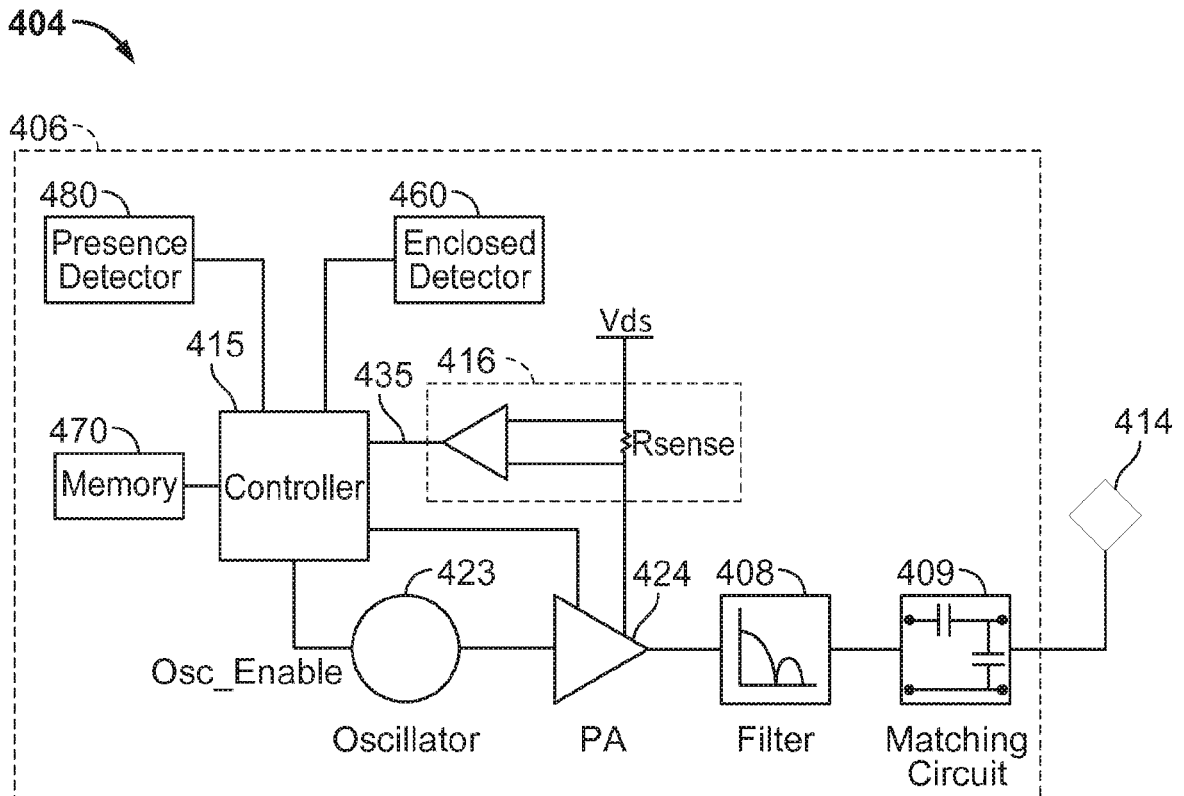 404
406
480
460
Presence
Detector
Enclosed
Detector
Vds
415
416
435
414
470
Rsense
Memory
Controller
423
424
408
409
Osc_Enable
Oscillator
PA
Filter
Matching
Circuit